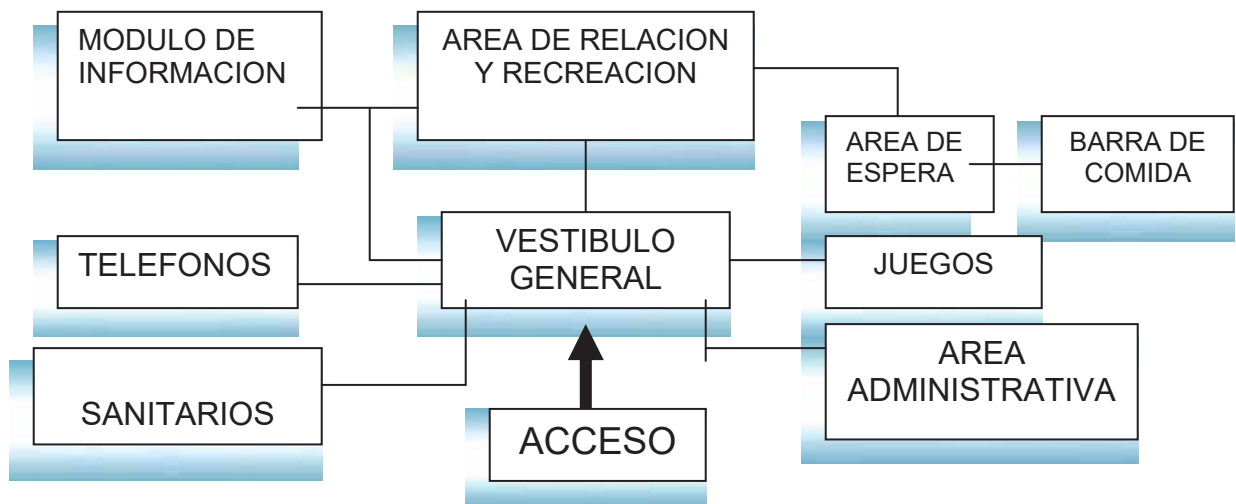 MODULO DE
INFORMACION
AREA DE RELACION
Y RECREACION
AREA DE
ESPERA
BARRA DE
COMIDA
TELEFONOS
VESTIBULO
GENERAL
JUEGOS
SANITARIOS
ACCESO
AREA
ADMINISTRATIVA